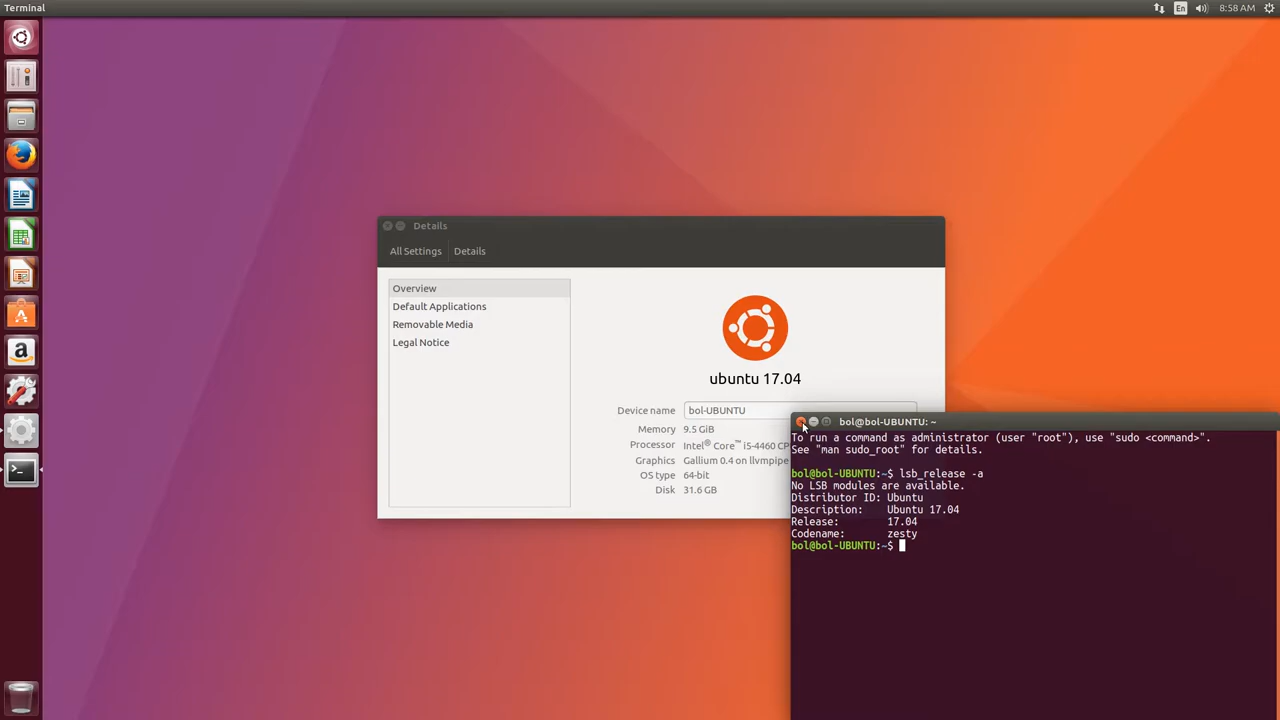 Terminal
En
8:58 AM
Details
All Settings
Details
Overview
Default Applications
Removable Media
Legal Notice
ubuntu 17.04
Device name bol-UBUNTU
Memory 9.5 GiB
Processor Intel® Core™ i5-4460 CP
Graphics Gallium 0.4 on llvmpipe
OS type 64-bit
Disk 31.6 GB
bol@bol-UBUNTU: ~
To run a command as administrator (user "root"), use "sudo <command>".
See "man sudo_root" for details.
bol@bol-UBUNTU:~$ lsb_release -a
No LSB modules are available.
Distributor ID: Ubuntu
Description: Ubuntu 17.04
Release: 17.04
Codename: zesty
bol@bol-UBUNTU:~$